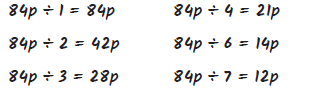 84p ÷ 1 = 84p
84p ÷ 2 = 42p
84p ÷ 3 = 28p
84p ÷ 4 = 21p
84p ÷ 6 = 14p
84p ÷ 7 = 12p